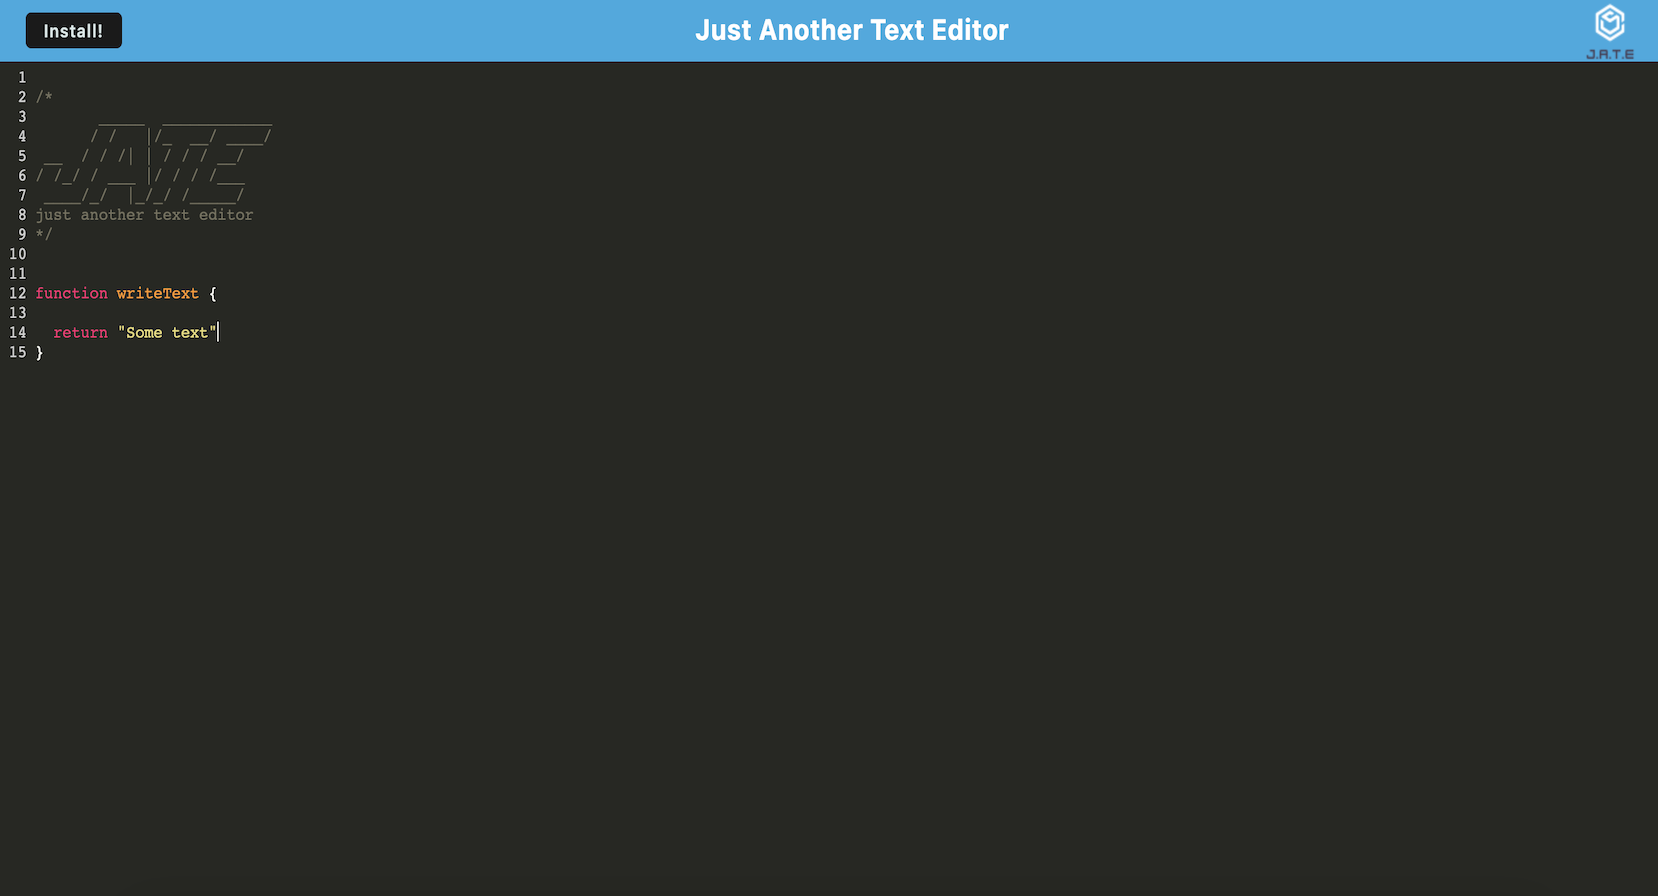 Install!
Just Another Text Editor
J.A.T.E
1
2 /*
3        _____  ____________
4       / /   |/_  __/ ____/
5  __  / / /| | / / / __/
6 / /_/ / ___ |/ / / /___
7  ____/_/  |_/_/ /_____/
8 just another text editor
9 */
10
11
12 function writeText {
13
14   return "Some text"
15 }